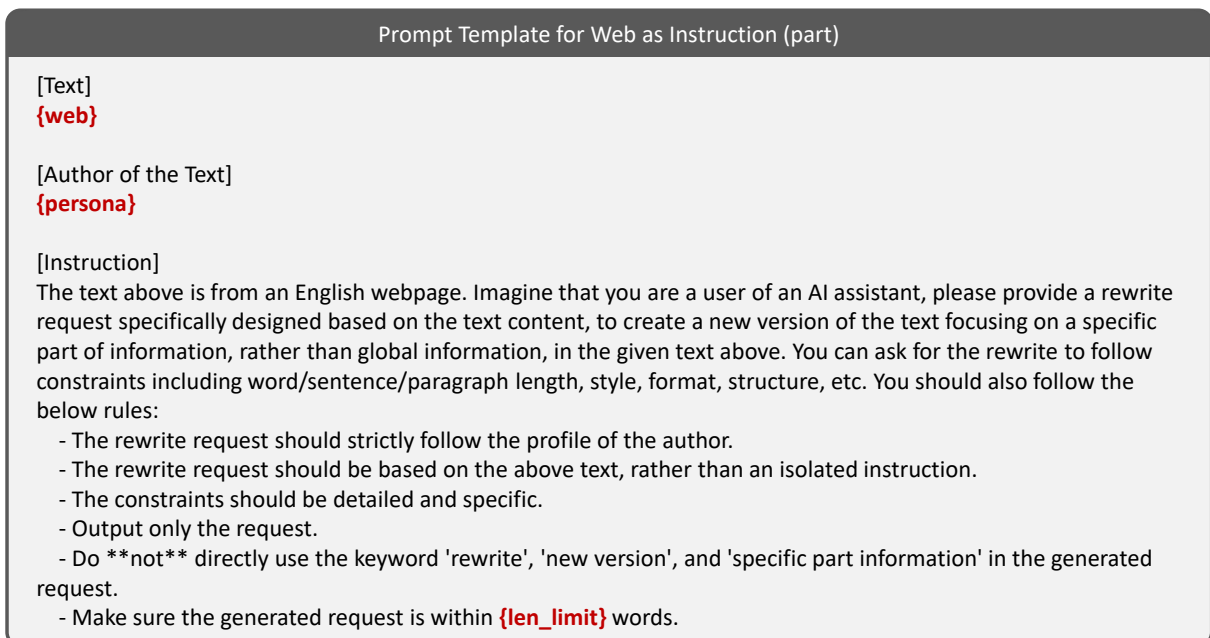 Prompt Template for Web as Instruction (part)
[Text]
{web}
[Author of the Text]
{persona}
[Instruction]
The text above is from an English webpage. Imagine that you are a user of an AI assistant, please provide a rewrite
request specifically designed based on the text content, to create a new version of the text focusing on a specific
part of information, rather than global information, in the given text above. You can ask for the rewrite to follow
constraints including word/sentence/paragraph length, style, format, structure, etc. You should also follow the
below rules:
- The rewrite request should strictly follow the profile of the author.
- The rewrite request should be based on the above text, rather than an isolated instruction.
- The constraints should be detailed and specific.
- Output only the request.
- Do **not** directly use the keyword 'rewrite', 'new version', and 'specific part information' in the generated
request.
- Make sure the generated request is within {len_limit} words.